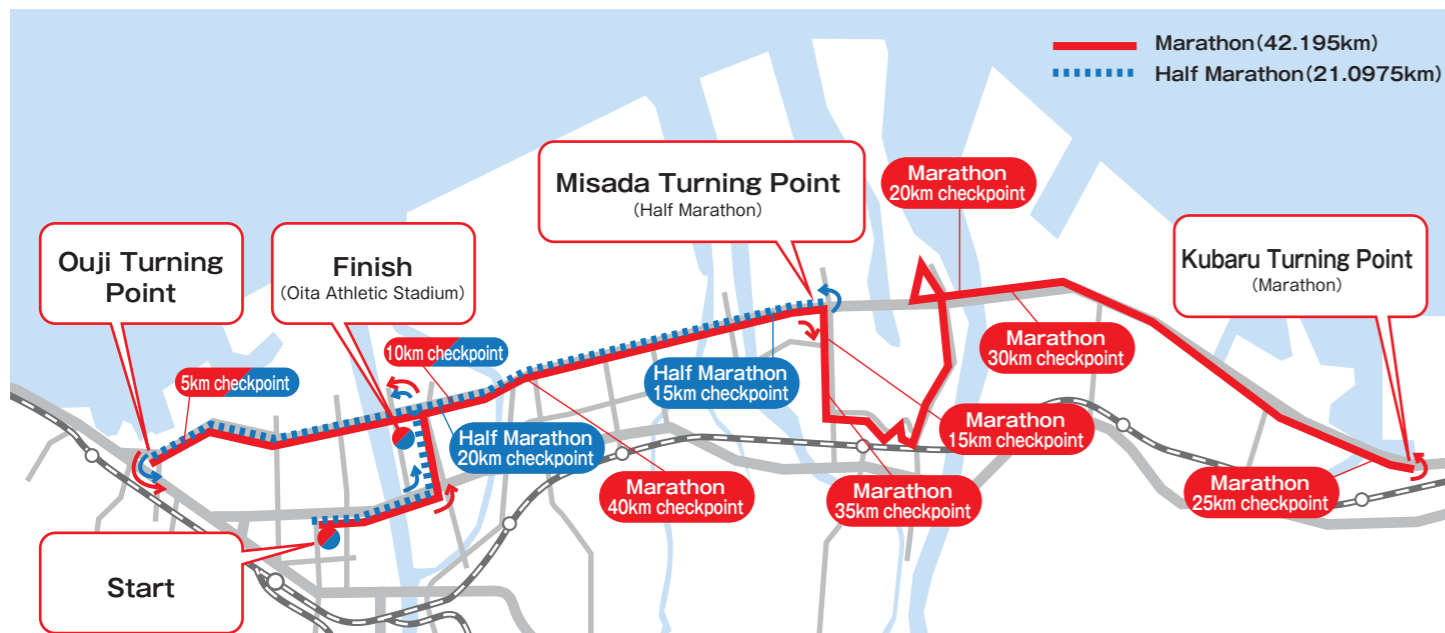 Marathon(42.195km)
Half Marathon(21.0975km)
Misada Turning Point
(Half Marathon)
Marathon
20km checkpoint
Ouji Turning
Point
Finish
(Oita Athletic Stadium)
Kubaru Turning Point
(Marathon)
10km checkpoint
5km checkpoint
Marathon
30km checkpoint
Half Marathon
15km checkpoint
Marathon
15km checkpoint
Half Marathon
20km checkpoint
Marathon
40km checkpoint
Marathon
35km checkpoint
Marathon
25km checkpoint
Start